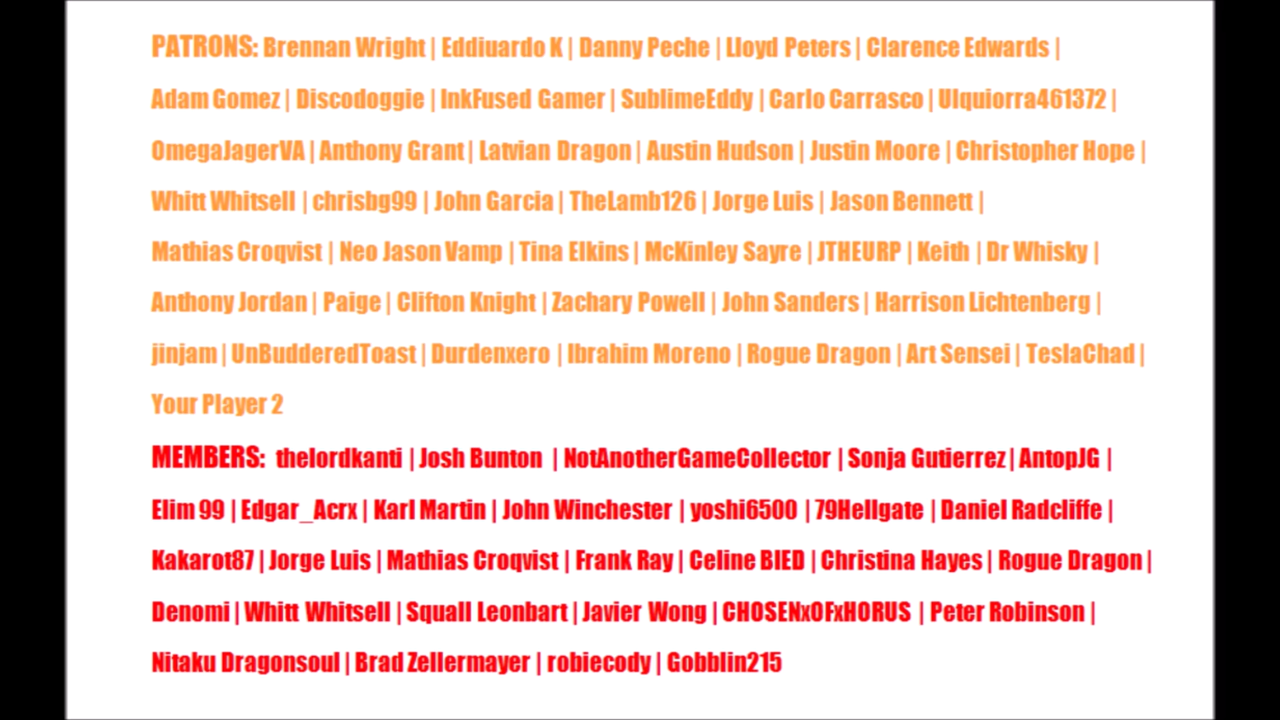 PATRONS: Brennan Wright | Eddiuardo K | Danny Peche | Lloyd Peters | Clarence Edwards |
Adam Gomez | Discodoggie | InkFused Gamer | SublimeEddy | Carlo Carrasco | Ulquiorra461372 |
OmegaJagerVA | Anthony Grant | Latvian Dragon | Austin Hudson | Justin Moore | Christopher Hope |
Whitt Whitsell | chrisbg99 | John Garcia | TheLamb126 | Jorge Luis | Jason Bennett |
Mathias Croqvist | Neo Jason Vamp | Tina Elkins | McKinley Sayre | JTHEURP | Keith | Dr Whisky |
Anthony Jordan | Paige | Clifton Knight | Zachary Powell | John Sanders | Harrison Lichtenberg |
jinjam | UnBudderedToast | Durdenxero | Ibrahim Moreno | Rogue Dragon | Art Sensei | TeslaChad |
Your Player 2
MEMBERS: thelordkanti | Josh Bunton | NotAnotherGameCollector | Sonja Gutierrez | AntopJG |
Elim 99 | Edgar_Acrx | Karl Martin | John Winchester | yoshi6500 | 79Hellgate | Daniel Radcliffe |
Kakarot87 | Jorge Luis | Mathias Croqvist | Frank Ray | Celine BIED | Christina Hayes | Rogue Dragon |
Denomi | Whitt Whitsell | Squall Leonbart | Javier Wong | CHOSENxOFxHORUS | Peter Robinson |
Nitaku Dragonsoul | Brad Zellermayer | robiecody | Gobblin215